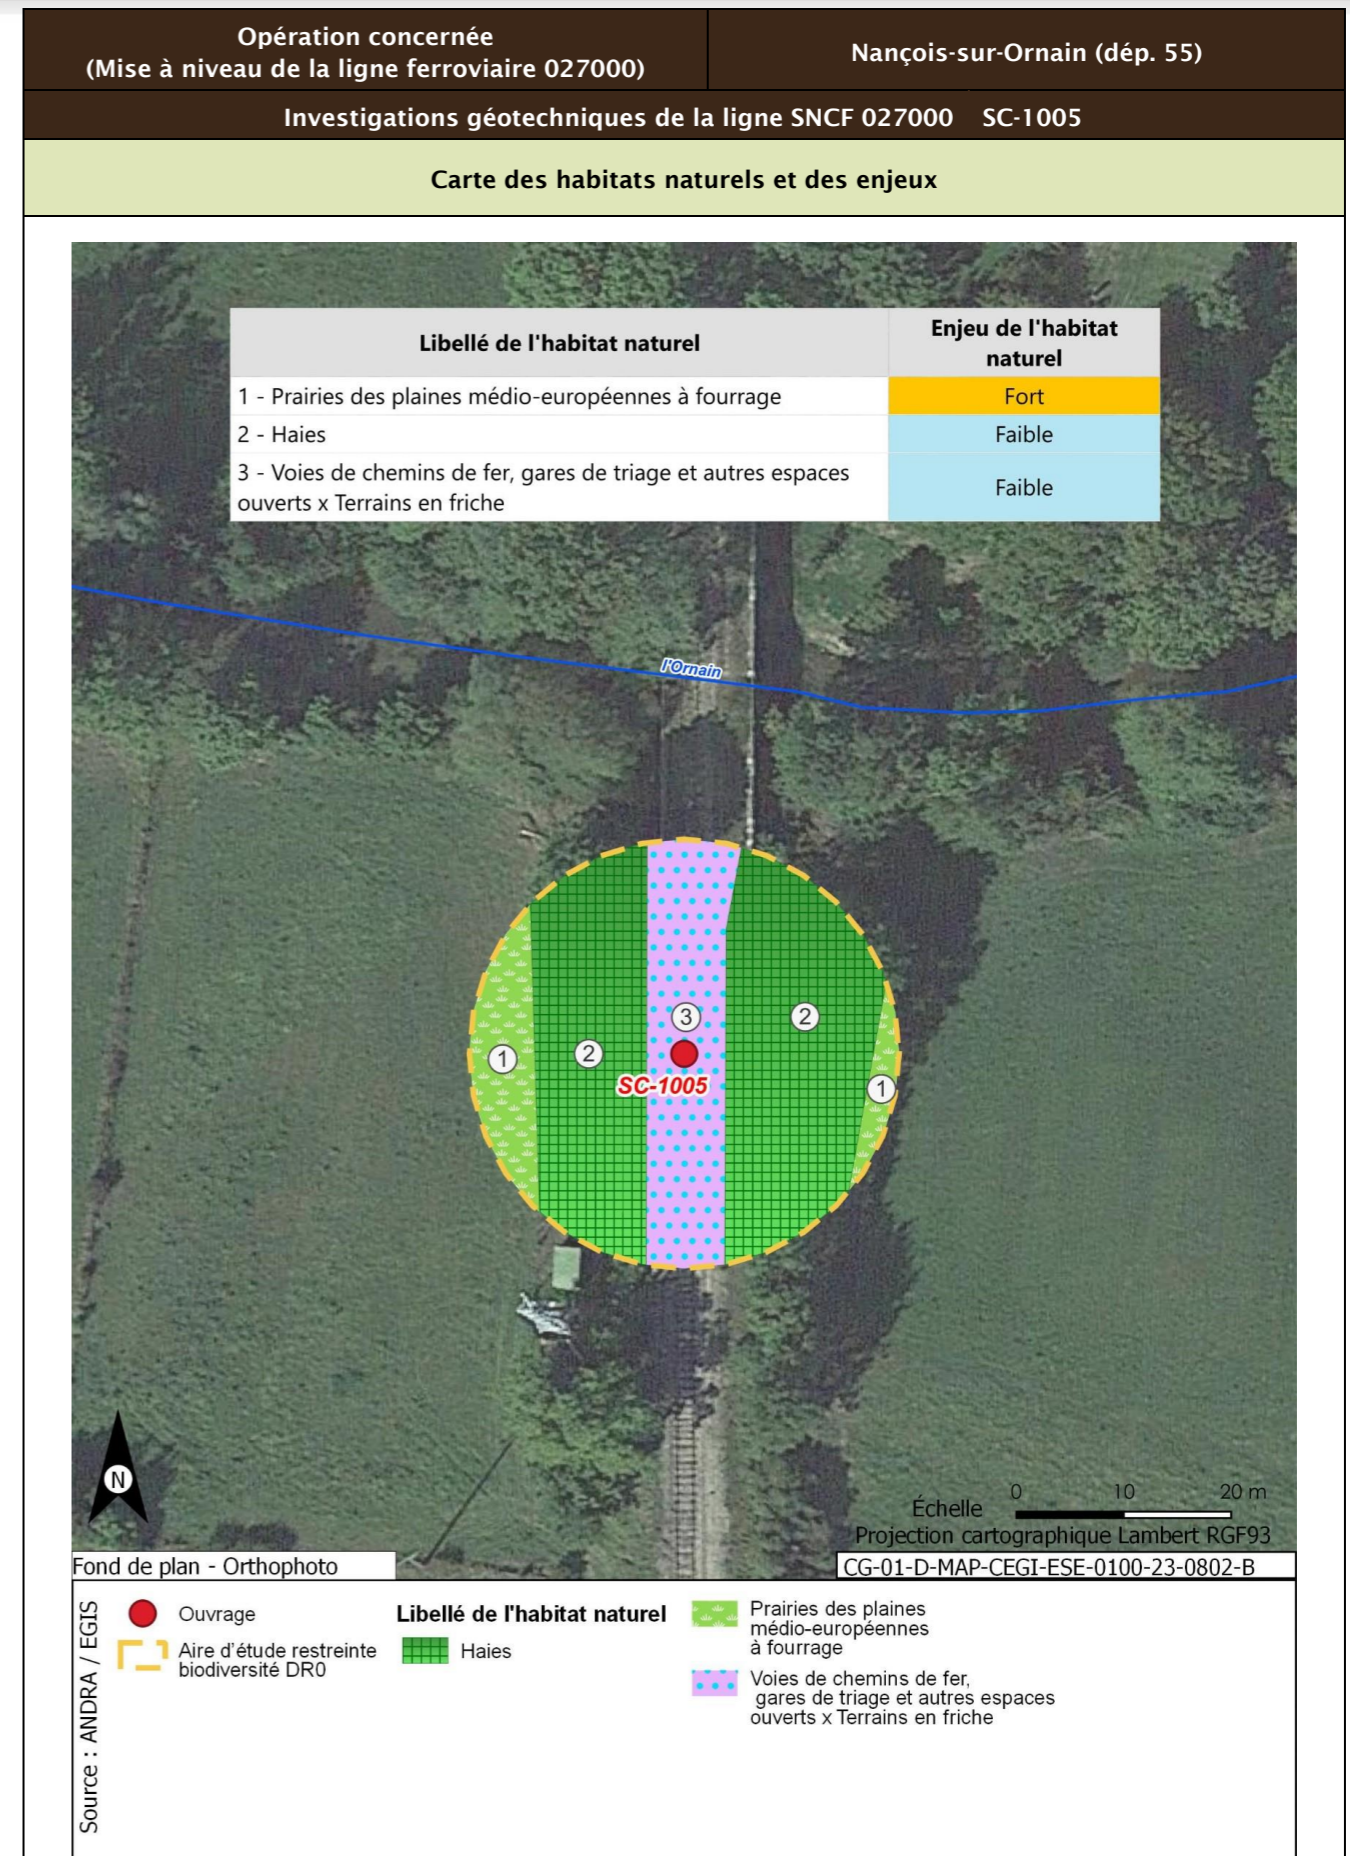 Opération concernée
(Mise à niveau de la ligne ferroviaire 027000)
Nançois-sur-Ornain (dép. 55)
Investigations géotechniques de la ligne SNCF 027000 SC-1005
Carte des habitats naturels et des enjeux
Libellé de l'habitat naturel
Enjeu de l'habitat
naturel
1 - Prairies des plaines médio-européennes à fourrage
Fort
2 - Haies
Faible
3 - Voies de chemins de fer, gares de triage et autres espaces
ouverts x Terrains en friche
Faible
l'Ornain
3
2
1
2
SC-1005
1
N
0 10 20 m
Échelle
Projection cartographique Lambert RGF93
Fond de plan - Orthophoto
CG-01-D-MAP-CEGI-ESE-0100-23-0802-B
Source : ANDRA / EGIS
Ouvrage
Aire d'étude restreinte
biodiversité DR0
Libellé de l'habitat naturel
Haies
Prairies des plaines
médio-européennes
à fourrage
Voies de chemins de fer,
gares de triage et autres espaces
ouverts x Terrains en friche